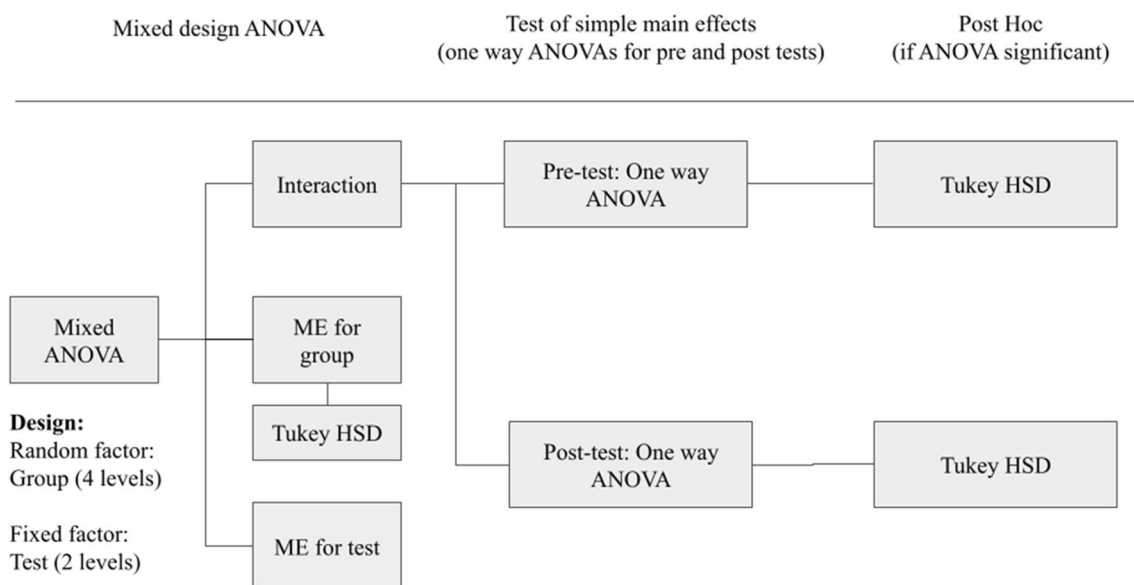 Mixed design ANOVA
Test of simple main effects
(one way ANOVAs for pre and post tests)
Post Hoc
(if ANOVA significant)
Interaction
Pre-test: One way
ANOVA
Tukey HSD
Mixed
ANOVA
ME for
group
Tukey HSD
Design:
Random factor:
Group (4 levels)
Fixed factor:
Test (2 levels)
ME for test
Post-test: One way
ANOVA
Tukey HSD